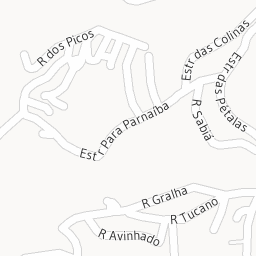 R dos Picos
Estr das Colinas
Estr das Pétalas
R Sabiá
Estr Para Parnaíba
R Gralha
R Tucano
R Avinhado